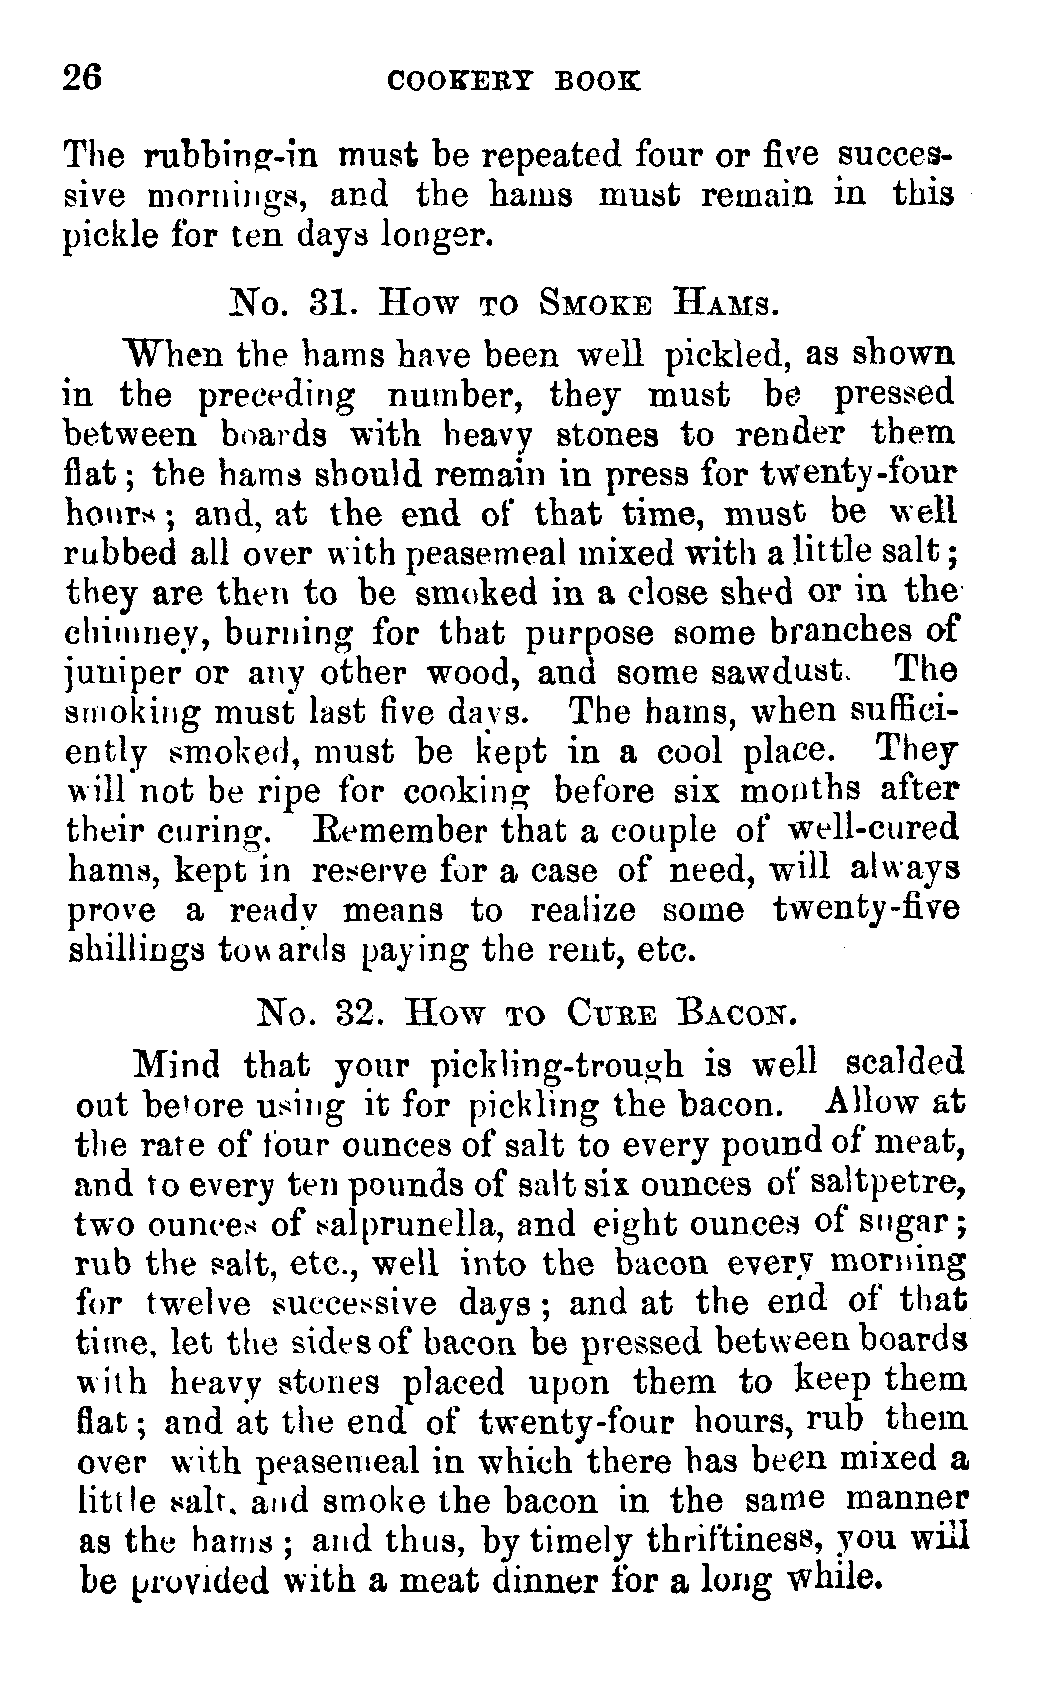 26 COOKERY BOOK
The rubbing-in must be repeated four or five succes-
sive mornings, and the hams must remain in this
pickle for ten days longer.
No. 31. How to Smoke Hams.
When the hams have been well pickled, as shown
in the preceding number, they must be pressed
between boards with heavy stones to render them
flat; the hams should remain in press for twenty-four
hours; and, at the end of that time, must be well
rubbed all over with peasemeal mixed with a little salt;
they are then to be smoked in a close shed or in the
chimney, burning for that purpose some branches of
juniper or any other wood, and some sawdust. The
smoking must last five days. The hams, when suffici-
ently smoked, must be kept in a cool place. They
will not be ripe for cooking before six months after
their curing. Remember that a couple of well-cured
hams, kept in reserve for a case of need, will always
prove a ready means to realize some twenty-five
shillings towards paying the rent, etc.
No. 32. How to Cure Bacon.
Mind that your pickling-trough is well scalded
out before using it for pickling the bacon. Allow at
the rate of four ounces of salt to every pound of meat,
and to every ten pounds of salt six ounces of saltpetre,
two ounces of salprunella, and eight ounces of sugar;
rub the salt, etc., well into the bacon every morning
for twelve successive days; and at the end of that
time, let the sides of bacon be pressed between boards
with heavy stones placed upon them to keep them
flat; and at the end of twenty-four hours, rub them
over with peasemeal in which there has been mixed a
little salt, and smoke the bacon in the same manner
as the hams; and thus, by timely thriftiness, you will
be provided with a meat dinner for a long while.